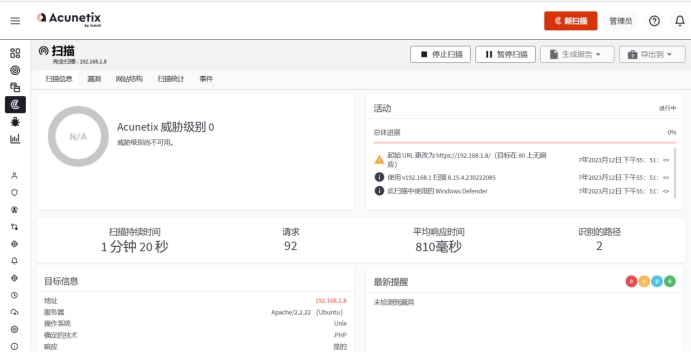 Acunetix
by Invicti
新扫描
管理员
扫描
完全扫描 - 192.168.1.8
停止扫描
暂停扫描
生成报告
导出到
扫描信息 漏洞 网站结构 扫描统计 事件
N/A
Acunetix 威胁级别 0
威胁级别尚不可用。
活动
进行中
总体进展
0%
起始 URL 更改为 https://192.168.1.8/（目标在 80 上无响
应）
7年2023月12日 下午55：51：
使用 v192.168.1 扫描 8.15.4.230222085
7年2023月12日 下午55：51：
此扫描中使用的 Windows Defender
7年2023月12日 下午55：51：
扫描持续时间 请求 平均响应时间 识别的路径
1 分钟 20 秒 92 810毫秒 2
目标信息
地址 192.168.1.8
服务器 Apache/2.2.22 （Ubuntu）
操作系统 Unix
确定的技术 .PHP
响应 是的
最新提醒
未检测到漏洞